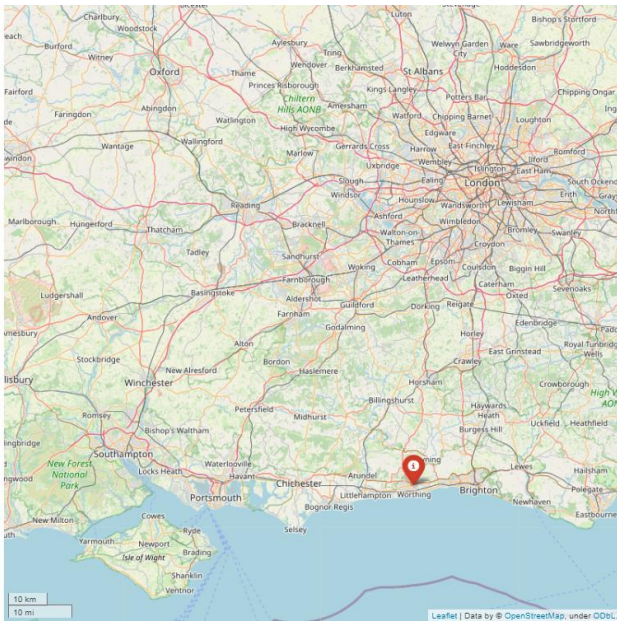 Charlbury
Woodstock
Luton
Bishop's Stortford
Burford
Witney
Aylesbury
Tring
Welwyn Garden
City
Ware
Sawbridgeworth
Oxford
Thame
Wendover
Berkhamsted
St Albans
Hoddesdon
Fairford
Princes Risborough
Kings Langley
Chipping Ongar
Faringdon
Abingdon
Chiltern
Hills AONB
Amersham
Potters Bar
Watlington
Watford
Chipping Barnet
Loughton
Wantage
Wallingford
High Wycombe
Edgware
Marlow
Gerrards Cross
Harrow
East Finchley
Romford
Wembley
Islington
Ilford
Uxbridge
Ealing
London
East Ham
Slough
Windsor
Hounslow
Wandsworth
Lewisham
South Ockendon
Erith
Reading
Ashford
Wimbledon
Bromley
Swanley
Marlborough
Hungerford
Thatcham
Bracknell
Walton-on-
Thames
Croydon
Tadley
Sandhurst
Cobham
Epsom
Coulsdon
Biggin Hill
Woking
Leatherhead
Caterham
Sevenoaks
Ludgershall
Basingstoke
Farnborough
Oxted
Aldershot
Guildford
Dorking
Reigate
Andover
Farnham
Godalming
Edenbridge
Horley
Stockbridge
Alton
Royal Tunbridge
Wells
New Alresford
Bordon
Haslemere
Crawley
East Grinstead
Winchester
Horsham
Crowborough
Petersfield
Billingshurst
Haywards
Heath
Romsey
Bishop's Waltham
Midhurst
Burgess Hill
Uckfield
Heathfield
Southampton
New Forest
National
Park
Locks Heath
Waterlooville
Havant
Chichester
Arundel
Lewes
Hailsham
Portsmouth
Littlehampton
Worthing
Brighton
Polegate
Bognor Regis
Newhaven
Eastbourne
New Milton
Cowes
Selsey
Ryde
Yarmouth
Newport
Brading
Isle of Wight
Shanklin
Ventnor
10 km
10 mi
Leaflet | Data by © OpenStreetMap, under ODbL.